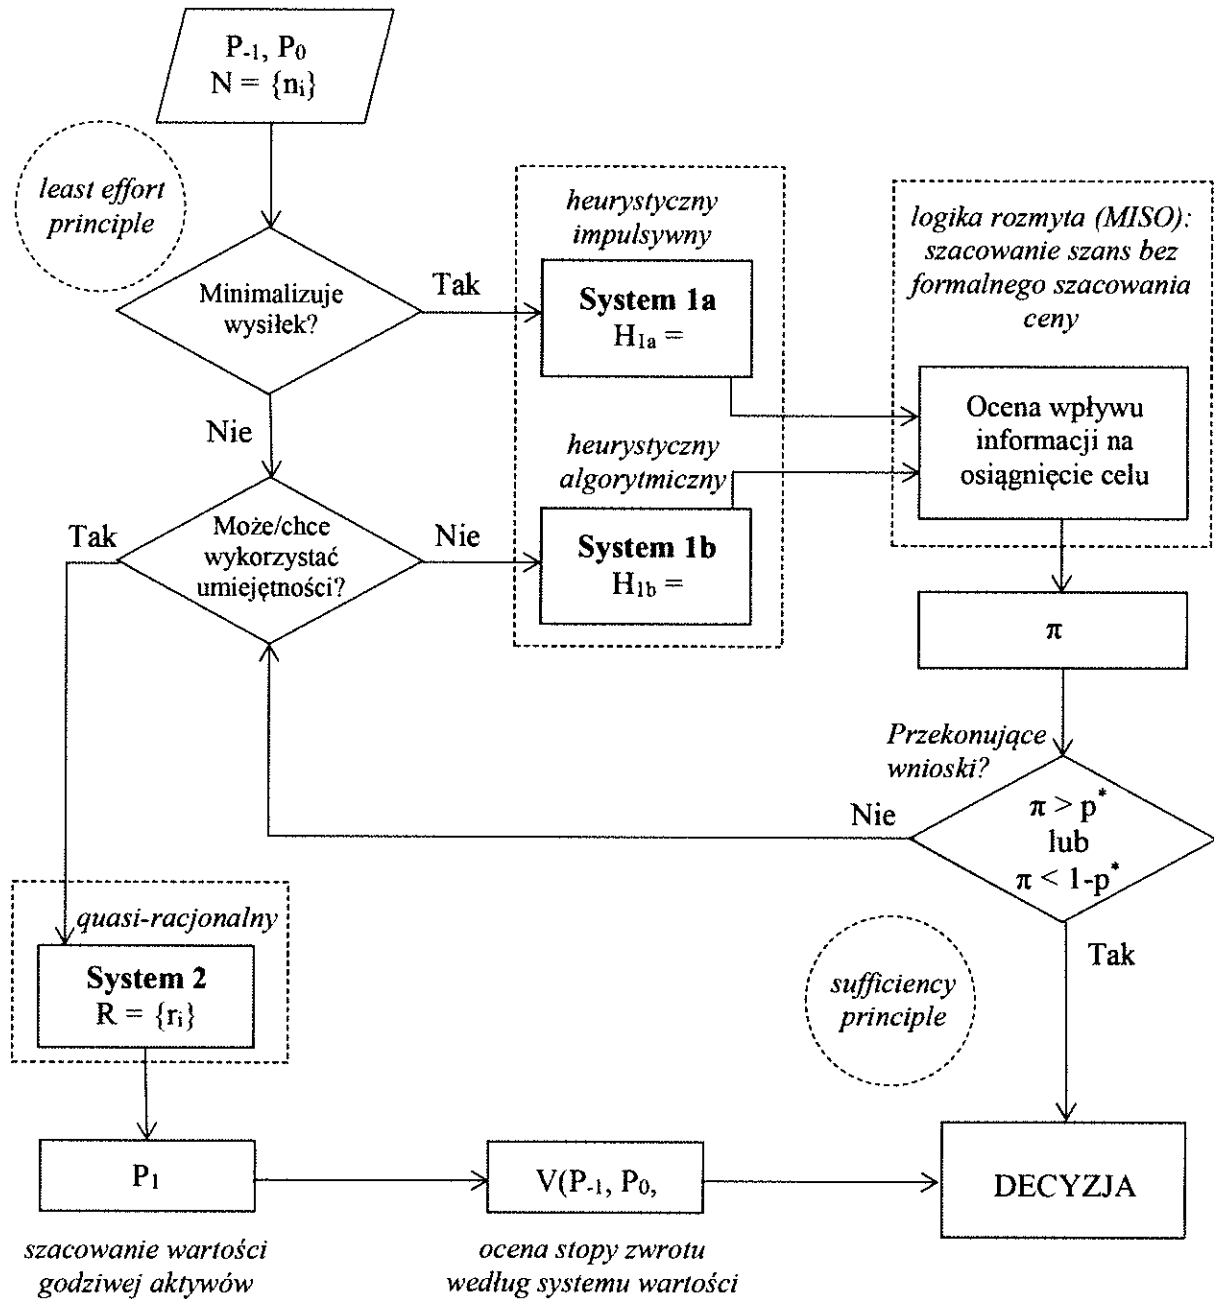 P₋₁, P₀
N = {nᵢ}
least effort
principle
Minimalizuje
wysiłek?
Tak
Nie
heurystyczny
impulsywny
System 1a
H₁ₐ =
logika rozmyta (MISO):
szacowanie szans bez
formalnego szacowania
ceny
Ocena wpływu
informacji na
osiągnięcie celu
heurystyczny
algorytmiczny
System 1b
H₁b =
Tak
Może/chce
wykorzystać
umiejętności?
Nie
π
Przekonujące
wnioski?
Nie
π > p*
lub
π < 1-p*
Tak
quasi-racjonalny
System 2
R = {rᵢ}
sufficiency
principle
P₁
V(P₋₁, P₀,
DECYZJA
szacowanie wartości
godziwej aktywów
ocena stopy zwrotu
według systemu wartości